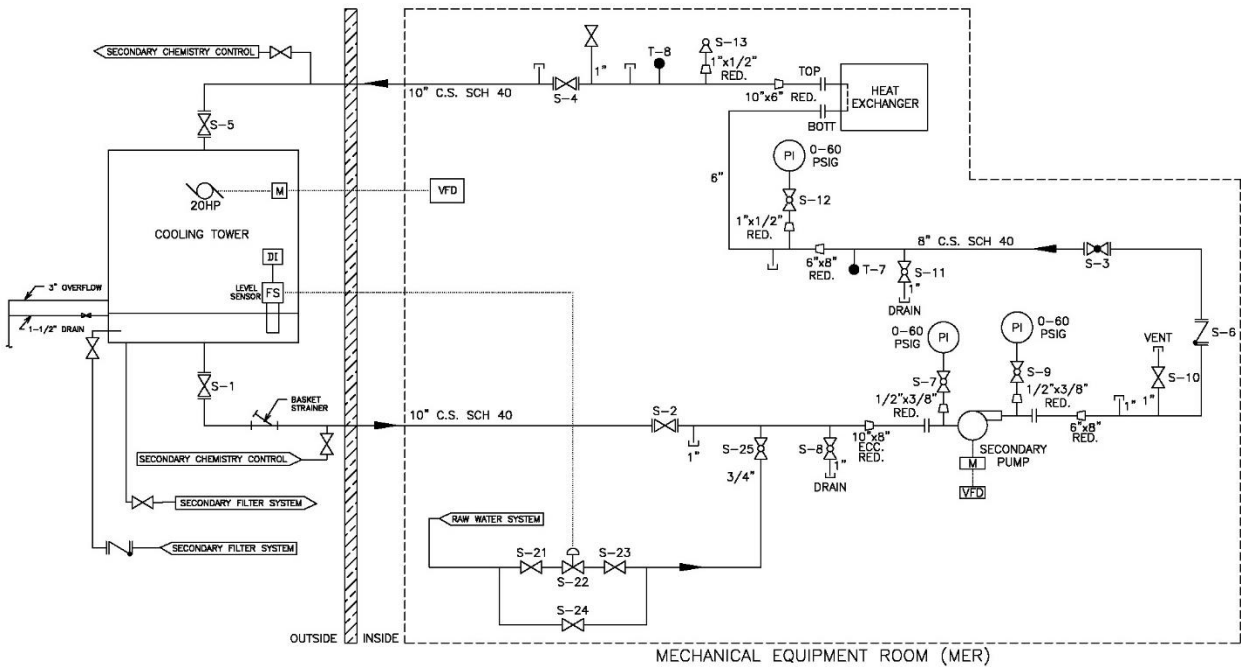 SECONDARY CHEMISTRY CONTROL
10" C.S. SCH 40
S-4
1"
T-8
S-13
1"x1/2"
RED.
10"x6" RED.
TOP
BOTT
HEAT
EXCHANGER
S-5
20HP
M
VFD
COOLING TOWER
DI
LEVEL
SENSOR
FS
3" OVERFLOW
1-1/2" DRAIN
6"
PI
0-60
PSIG
S-12
1"x1/2"
RED.
6"x8"
RED.
T-7
8" C.S. SCH 40
S-11
1"
DRAIN
S-3
S-6
S-1
BASKET
STRAINER
10" C.S. SCH 40
SECONDARY CHEMISTRY CONTROL
SECONDARY FILTER SYSTEM
SECONDARY FILTER SYSTEM
S-2
1"
S-25
3/4"
S-8
1"
DRAIN
10"x8"
ECC.
RED.
0-60
PSIG
PI
S-7
1/2"x3/8"
RED.
0-60
PSIG
PI
S-9
1/2"x3/8"
RED.
SECONDARY
PUMP
M
VFD
6"x8"
RED.
1"
VENT
S-10
1"
RAW WATER SYSTEM
S-21
S-22
S-23
S-24
OUTSIDE
INSIDE
MECHANICAL EQUIPMENT ROOM (MER)